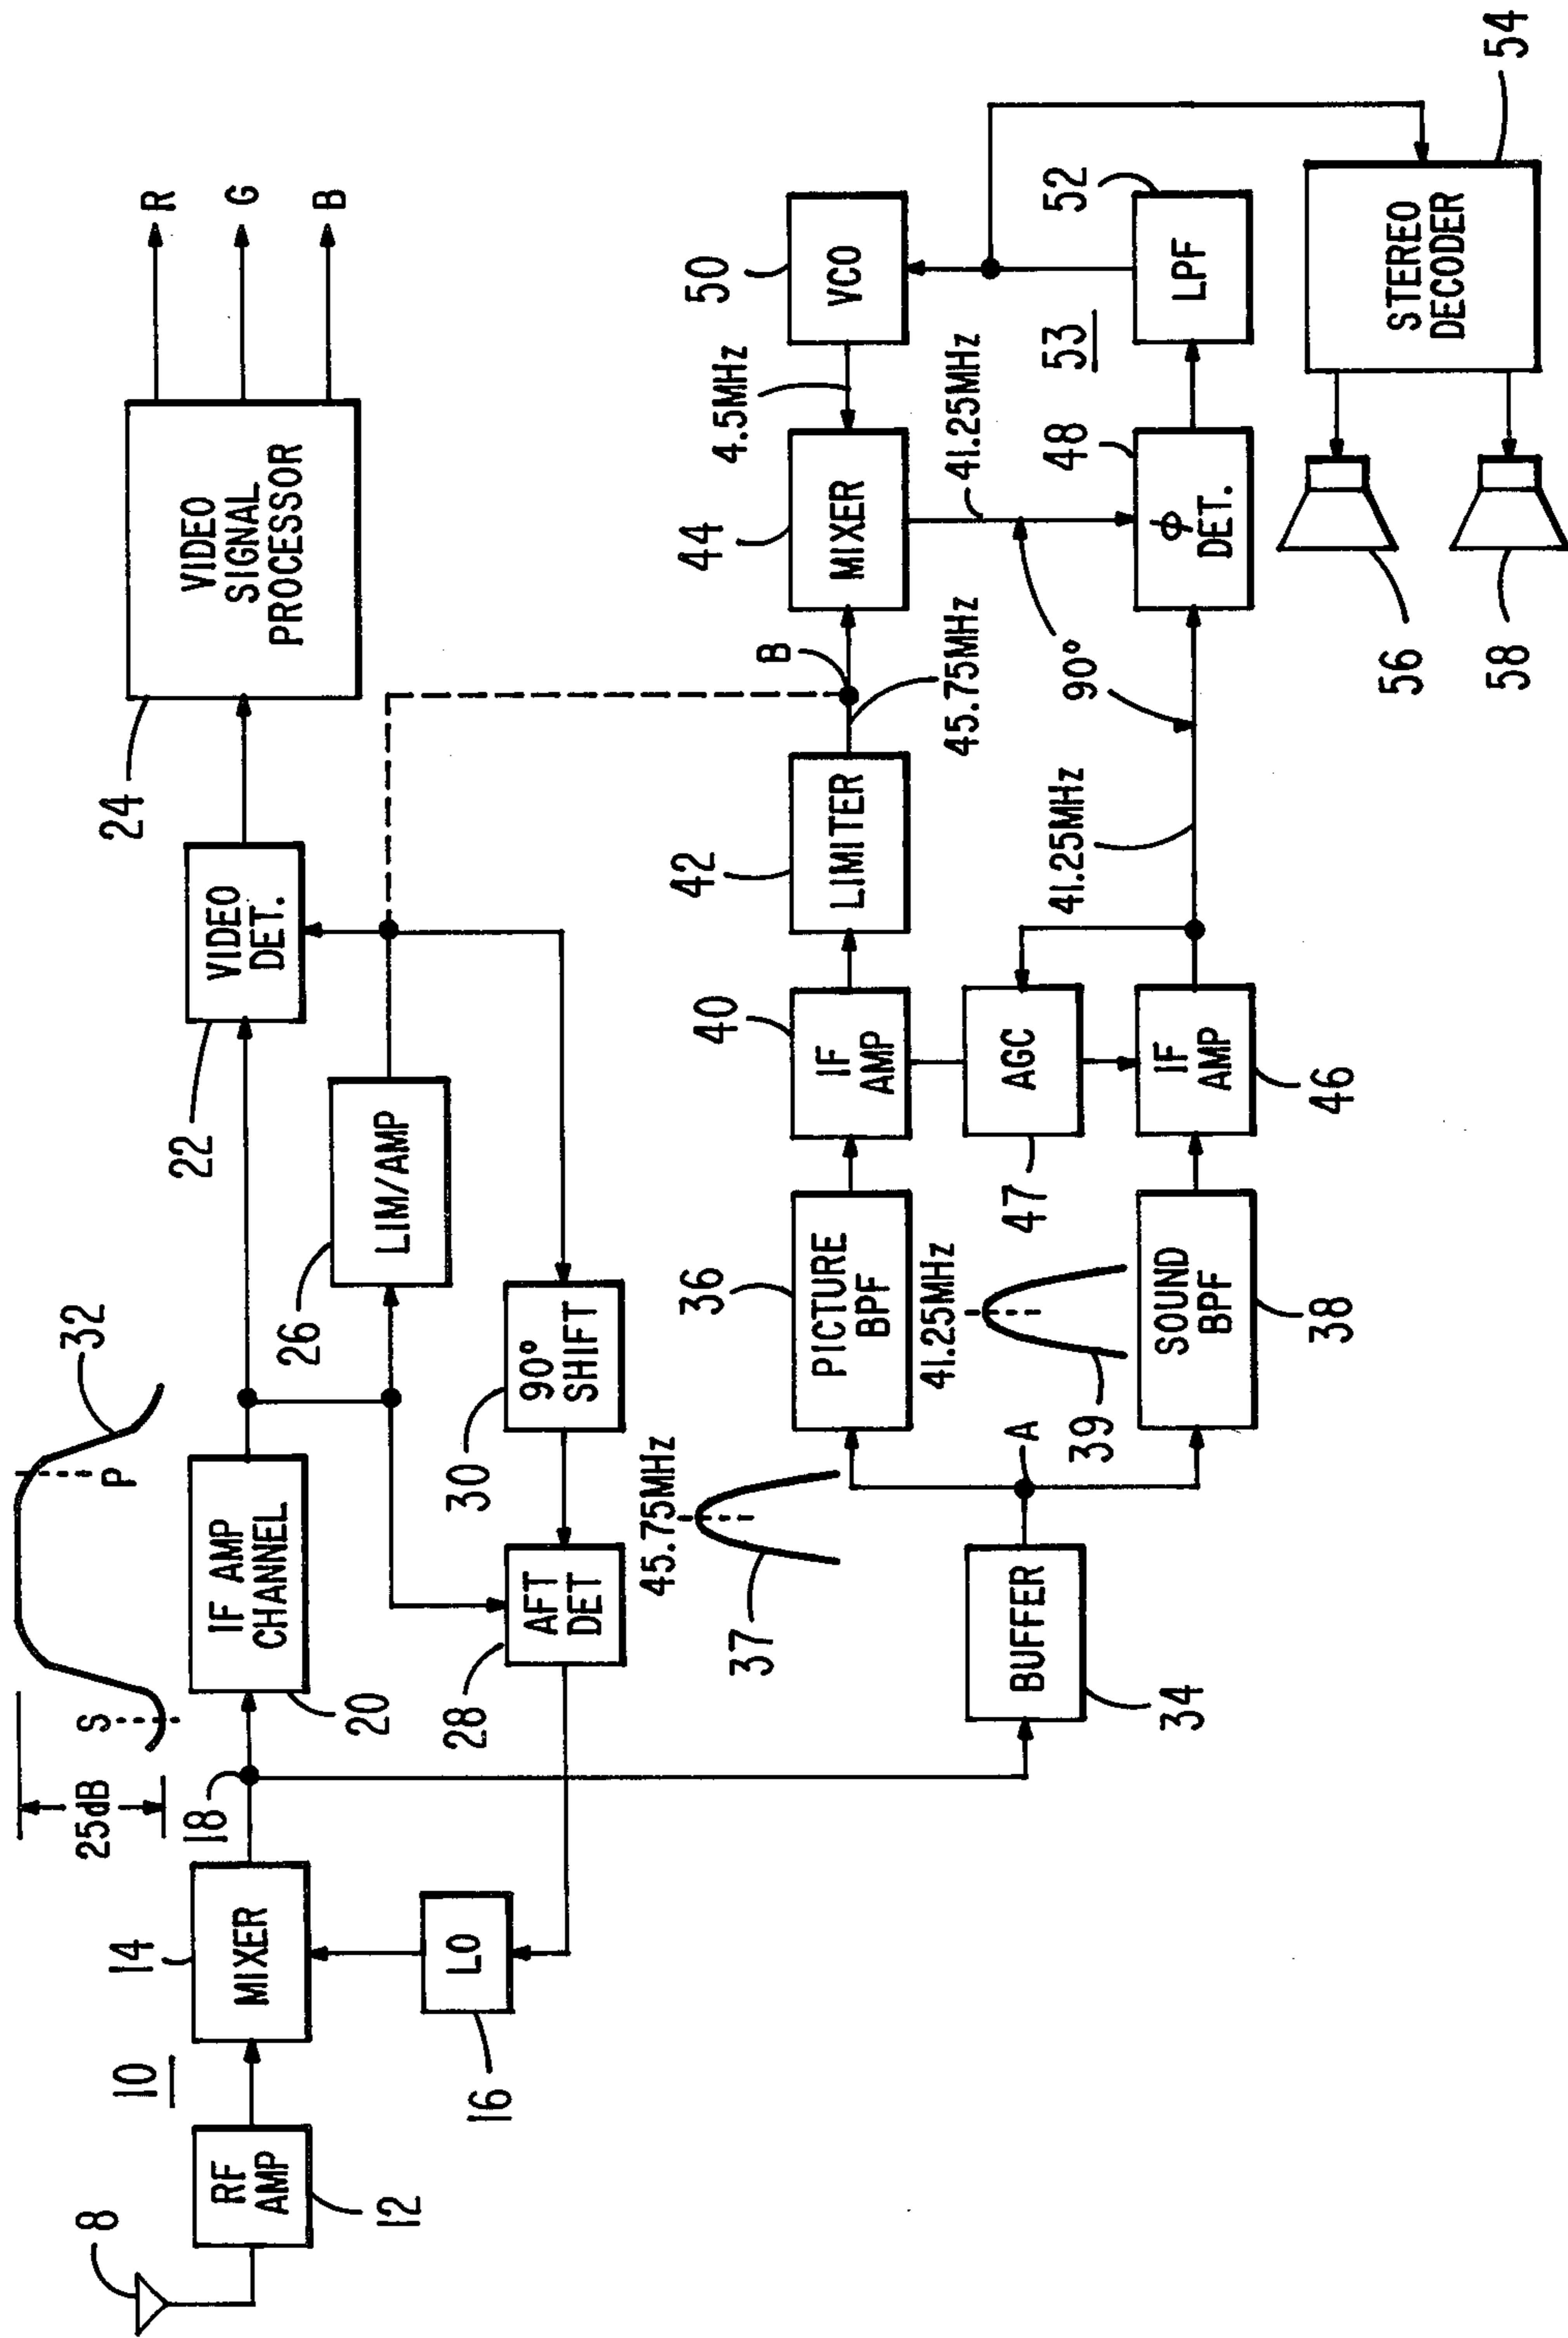 8
RF
AMP
12
10
MIXER
14
LO
16
18
25dB
S
P
32
IF AMP
CHANNEL
20
LIM/AMP
26
AFT
DET
28
90°
SHIFT
30
VIDEO
DET.
22
VIDEO
SIGNAL
PROCESSOR
24
R
G
B
BUFFER
34
A
45.75MHz
37
PICTURE
BPF
36
41.25MHz
39
SOUND
BPF
38
IF
AMP
40
AGC
47
IF
AMP
46
LIMITER
42
B
45.75MHz
41.25MHz
90°
MIXER
44
4.5MHz
VCO
50
41.25MHz
ϕ
DET.
48
53
LPF
52
STEREO
DECODER
54
56
58